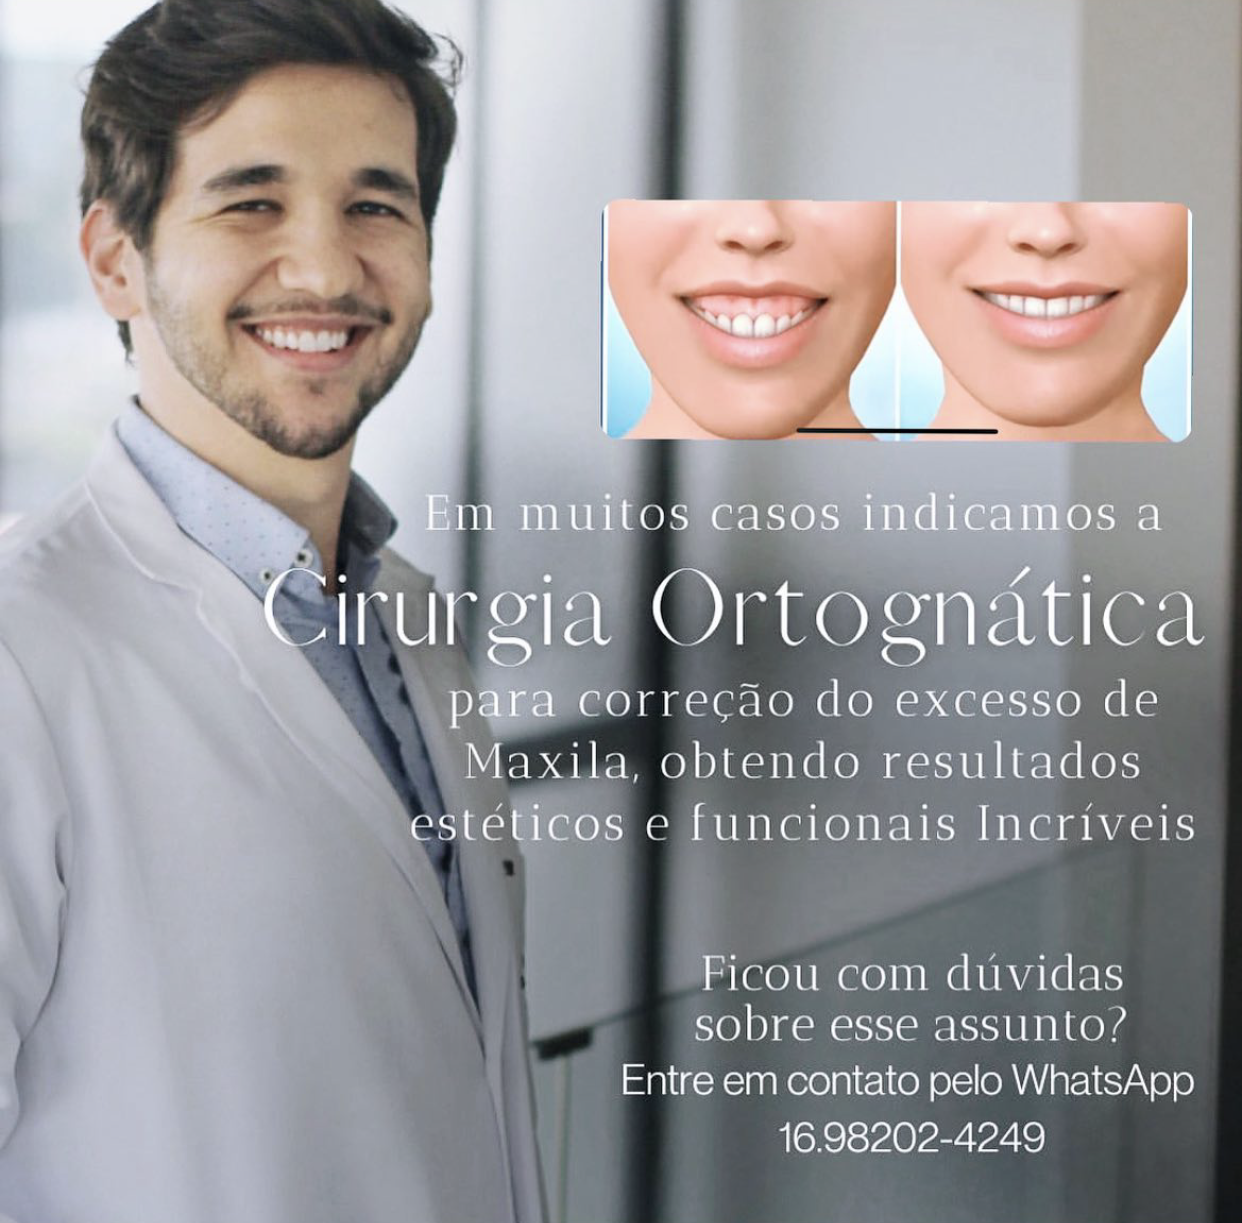 Em muitos casos indicamos a
Cirurgia Ortognática
para correção do excesso de
Maxila, obtendo resultados
estéticos e funcionais Incríveis
Ficou com dúvidas
sobre esse assunto?
Entre em contato pelo WhatsApp
16.98202-4249